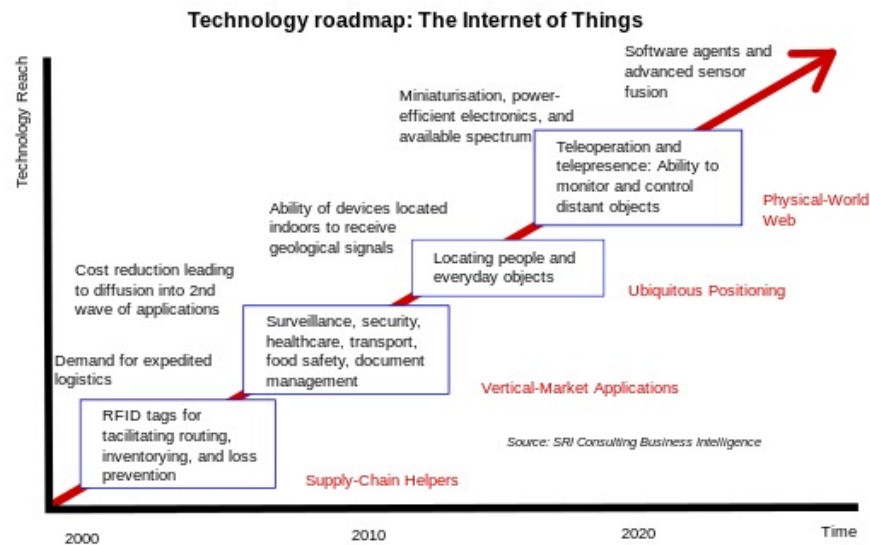 Technology roadmap: The Internet of Things
Technology Reach
Software agents and
advanced sensor
fusion
Miniaturisation, power-
efficient electronics, and
available spectrum
Teleoperation and
telepresence: Ability to
monitor and control
distant objects
Physical-World
Web
Ability of devices located
indoors to receive
geological signals
Locating people and
everyday objects
Ubiquitous Positioning
Cost reduction leading
to diffusion into 2nd
wave of applications
Surveillance, security,
healthcare, transport,
food safety, document
management
Vertical-Market Applications
Demand for expedited
logistics
RFID tags for
tacilitating routing,
inventorying, and loss
prevention
Supply-Chain Helpers
Source: SRI Consulting Business Intelligence
2000
2010
2020
Time